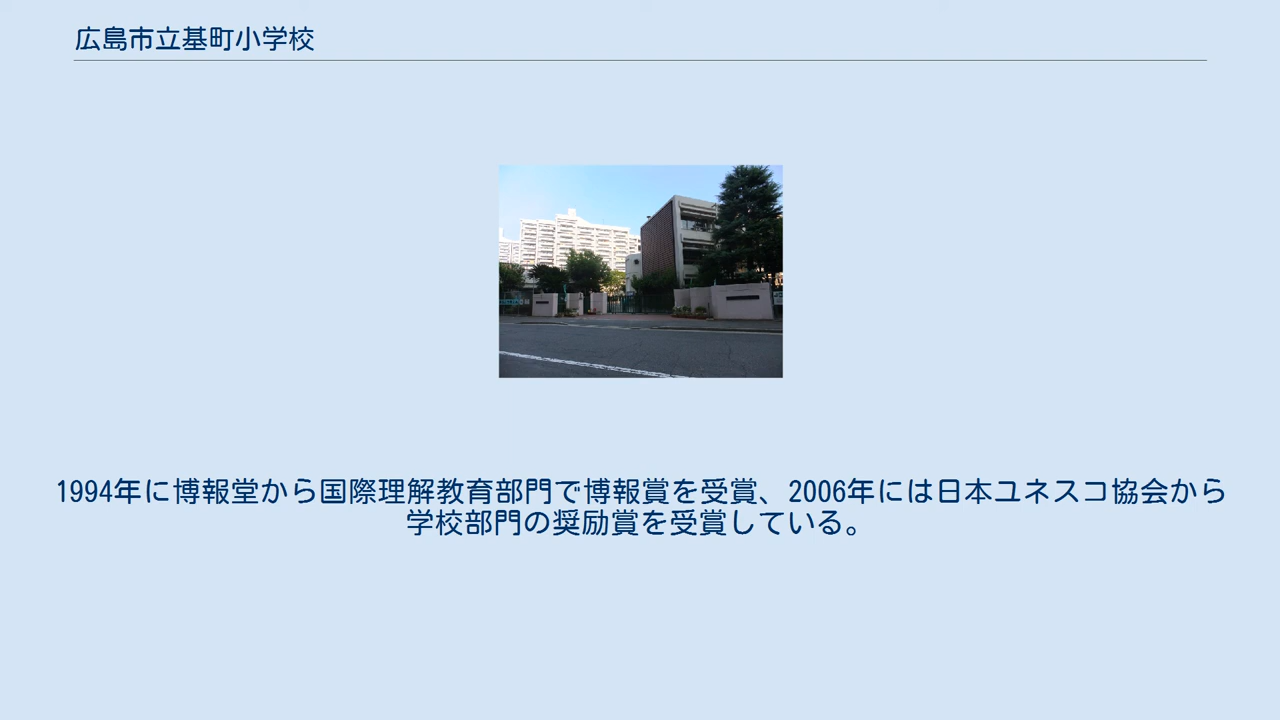 広島市立基町小学校
1994年に博報堂から国際理解教育部門で博報賞を受賞、2006年には日本ユネスコ協会から
学校部門の奨励賞を受賞している。